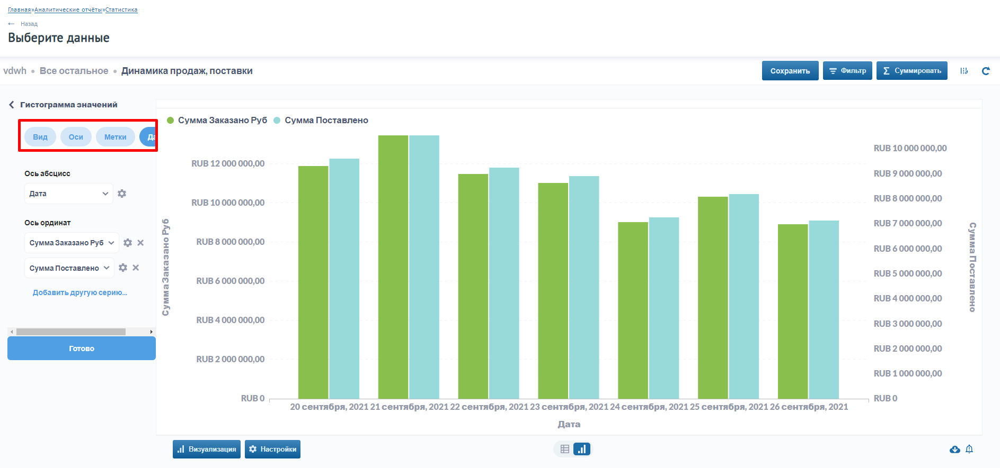 Главная»Аналитические отчёты»Статистика
← Назад
Выберите данные
vdwh • Все остальное • Динамика продаж, поставки
Сохранить
Фильтр
Σ Суммировать
Гистограмма значений
Вид Оси Метки
Ось абсцисс
Дата
Ось ординат
Сумма Заказано Руб
Сумма Поставлено
Добавить другую серию...
Готово
Сумма Заказано Руб Сумма Поставлено
Сумма Заказано Руб
RUB 12 000 000,00
RUB 10 000 000,00
RUB 8 000 000,00
RUB 6 000 000,00
RUB 4 000 000,00
RUB 2 000 000,00
RUB 0
RUB 10 000 000,00
RUB 9 000 000,00
RUB 8 000 000,00
RUB 7 000 000,00
RUB 6 000 000,00
RUB 5 000 000,00
RUB 4 000 000,00
RUB 3 000 000,00
RUB 2 000 000,00
RUB 1 000 000,00
RUB 0
Сумма Поставлено
20 сентября, 2021 21 сентября, 2021 22 сентября, 2021 23 сентября, 2021 24 сентября, 2021 25 сентября, 2021 26 сентября, 2021
Дата
Визуализация
Настройки